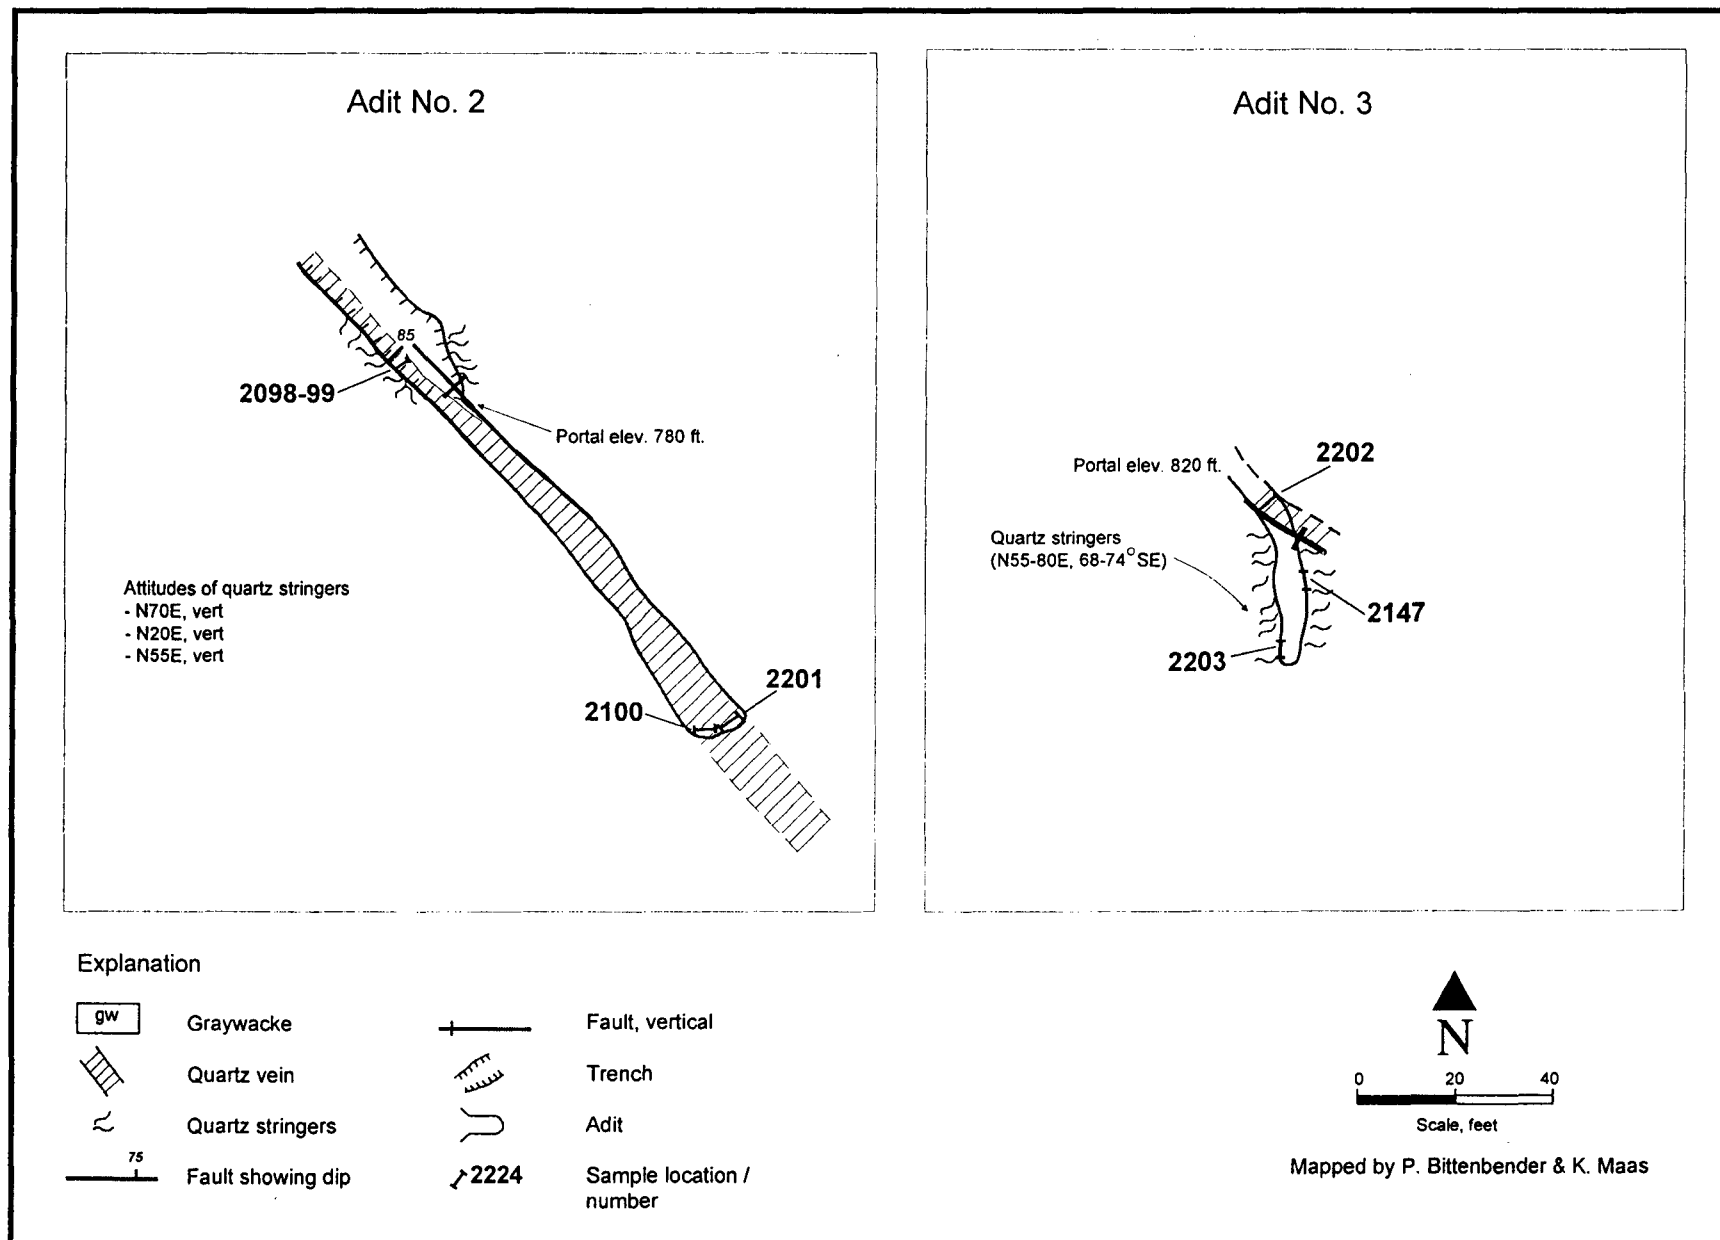 Adit No. 2
85
2098-99
Portal elev. 780 ft.
Attitudes of quartz stringers
- N70E, vert
- N20E, vert
- N55E, vert
2201
2100
Adit No. 3
2202
Portal elev. 820 ft.
Quartz stringers
(N55-80E, 68-74°SE)
2147
2203
Explanation
gw
Graywacke
Quartz vein
Quartz stringers
75
Fault showing dip
Fault, vertical
Trench
Adit
2224
Sample location /
number
N
0 20 40
Scale, feet
Mapped by P. Bittenbender & K. Maas